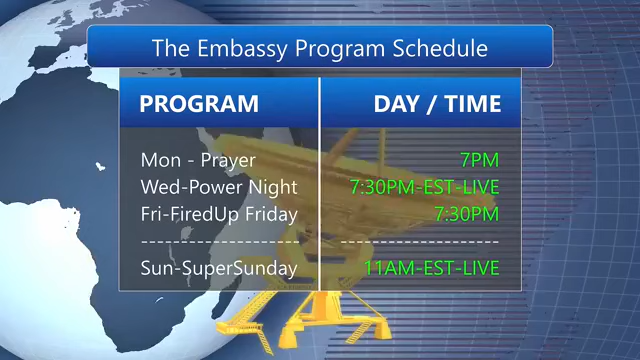 The Embassy Program Schedule
PROGRAM DAY / TIME
Mon - Prayer 7PM
Wed-Power Night 7:30PM-EST-LIVE
Fri-FiredUp Friday 7:30PM
-------------------- --------------------
Sun-SuperSunday 11AM-EST-LIVE